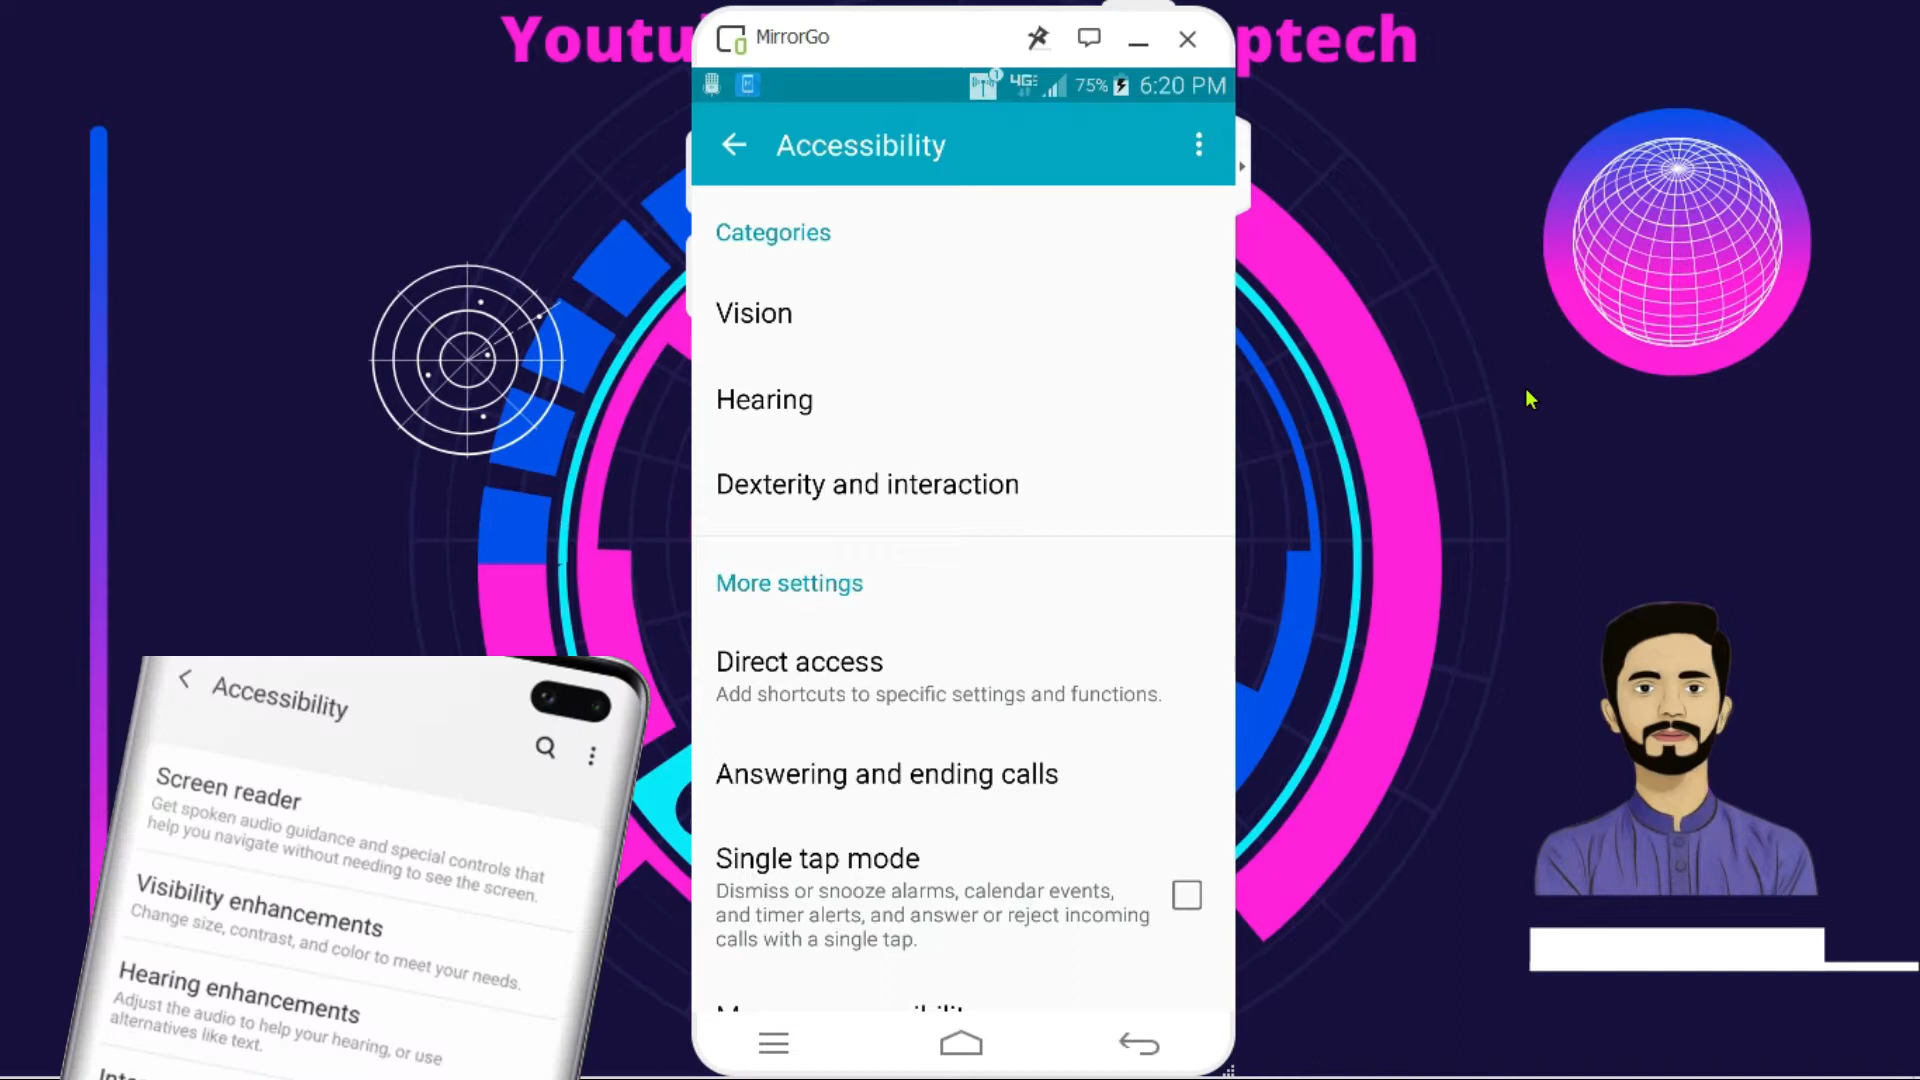 Youtu
ptech
MirrorGo
1
4GE
75%
6:20 PM
Accessibility
Categories
Vision
Hearing
Dexterity and interaction
More settings
Direct access
Add shortcuts to specific settings and functions.
Answering and ending calls
Single tap mode
Dismiss or snooze alarms, calendar events,
and timer alerts, and answer or reject incoming
calls with a single tap.
Accessibility
Screen reader
Get spoken audio guidance and special controls that
help you navigate without needing to see the screen.
Visibility enhancements
Change size, contrast, and color to meet your needs.
Hearing enhancements
Adjust the audio to help your hearing, or use
alternatives like text.